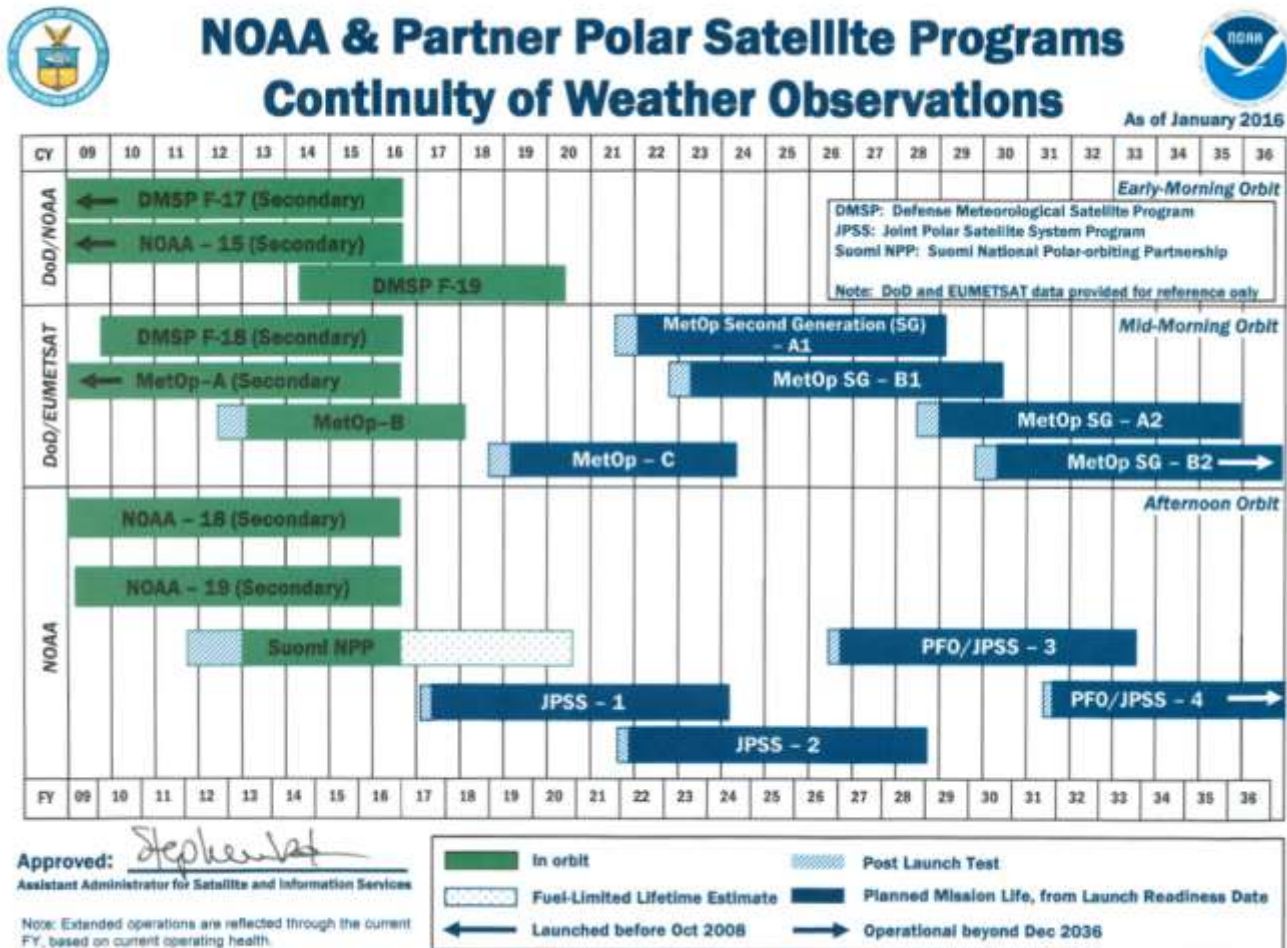 NOAA & Partner Polar Satellite Programs
Continuity of Weather Observations
NOAA
As of January 2016
CY 09 10 11 12 13 14 15 16 17 18 19 20 21 22 23 24 25 26 27 28 29 30 31 32 33 34 35 36
DoD/NOAA
Early-Morning Orbit
DMSP F-17 (Secondary)
NOAA – 15 (Secondary)
DMSP F-19
DMSP: Defense Meteorological Satellite Program
JPSS: Joint Polar Satellite System Program
Suomi NPP: Suomi National Polar-orbiting Partnership
Note: DoD and EUMETSAT data provided for reference only
DoD/EUMETSAT
Mid-Morning Orbit
DMSP F-18 (Secondary)
MetOp Second Generation (SG)
– A1
MetOp–A (Secondary
MetOp SG – B1
MetOp–B
MetOp SG – A2
MetOp – C
MetOp SG – B2
NOAA
Afternoon Orbit
NOAA – 18 (Secondary)
NOAA – 19 (Secondary)
Suomi NPP
PFO/JPSS – 3
JPSS – 1
PFO/JPSS – 4
JPSS – 2
FY 09 10 11 12 13 14 15 16 17 18 19 20 21 22 23 24 25 26 27 28 29 30 31 32 33 34 35 36
Approved:
Assistant Administrator for Satellite and Information Services
Note: Extended operations are reflected through the current
FY, based on current operating health.
In orbit
Post Launch Test
Fuel-Limited Lifetime Estimate
Planned Mission Life, from Launch Readiness Date
Launched before Oct 2008
Operational beyond Dec 2036